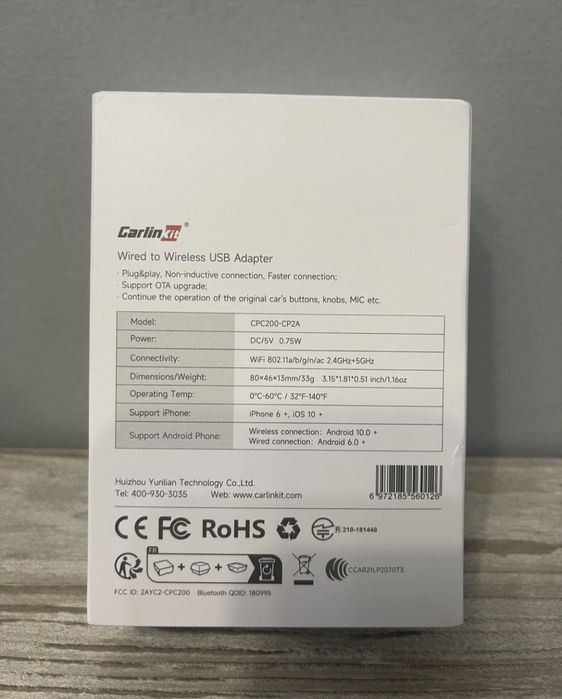 CarlinKit®
Wired to Wireless USB Adapter
· Plug&play, Non-inductive connection, Faster connection;
· Support OTA upgrade;
· Continue the operation of the original car's buttons, knobs, MIC etc.
Model: CPC200-CP2A
Power: DC/5V 0.75W
Connectivity: WiFi 802.11a/b/g/n/ac 2.4GHz+5GHz
Dimensions/Weight: 80×46×13mm/33g 3.15*1.81*0.51 inch/1.16oz
Operating Temp: 0°C-60°C / 32°F-140°F
Support iPhone: iPhone 6 +, iOS 10 +
Support Android Phone: Wireless connection: Android 10.0 +
Wired connection: Android 6.0 +
Huizhou Yunlian Technology Co.,Ltd.
Tel: 400-930-3035 Web: www.carlinkit.com
6 972185 560126
CE FC RoHS R 210-181448
FR
+ +
CCAR21LP2070T3
FCC ID: 2AYC2-CPC200 Bluetooth QDID: 180995